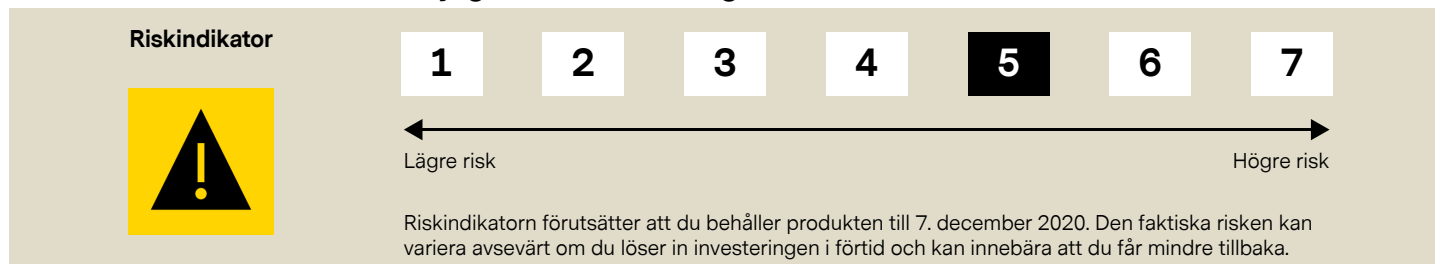 Riskindikator
1 2 3 4 5 6 7
Lägre risk Högre risk
Riskindikatorn förutsätter att du behåller produkten till 7. december 2020. Den faktiska risken kan
variera avsevärt om du löser in investeringen i förtid och kan innebära att du får mindre tillbaka.